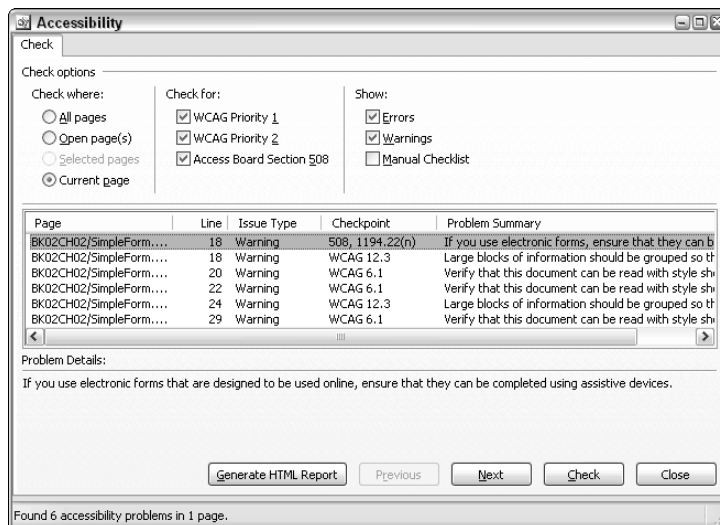 Accessibility
Check
Check options
Check where:
All pages
Open page(s)
Selected pages
Current page
Check for:
WCAG Priority 1
WCAG Priority 2
Access Board Section 508
Show:
Errors
Warnings
Manual Checklist
Page Line Issue Type Checkpoint Problem Summary
BK02CH02/SimpleForm.... 18 Warning 508, 1194.22(n) If you use electronic forms, ensure that they can b
BK02CH02/SimpleForm.... 18 Warning WCAG 12.3 Large blocks of information should be grouped so th
BK02CH02/SimpleForm.... 20 Warning WCAG 6.1 Verify that this document can be read with style sh
BK02CH02/SimpleForm.... 22 Warning WCAG 6.1 Verify that this document can be read with style sh
BK02CH02/SimpleForm.... 24 Warning WCAG 12.3 Large blocks of information should be grouped so th
BK02CH02/SimpleForm.... 29 Warning WCAG 6.1 Verify that this document can be read with style sh
Problem Details:
If you use electronic forms that are designed to be used online, ensure that they can be completed using assistive devices.
Generate HTML Report Previous Next Check Close
Found 6 accessibility problems in 1 page.